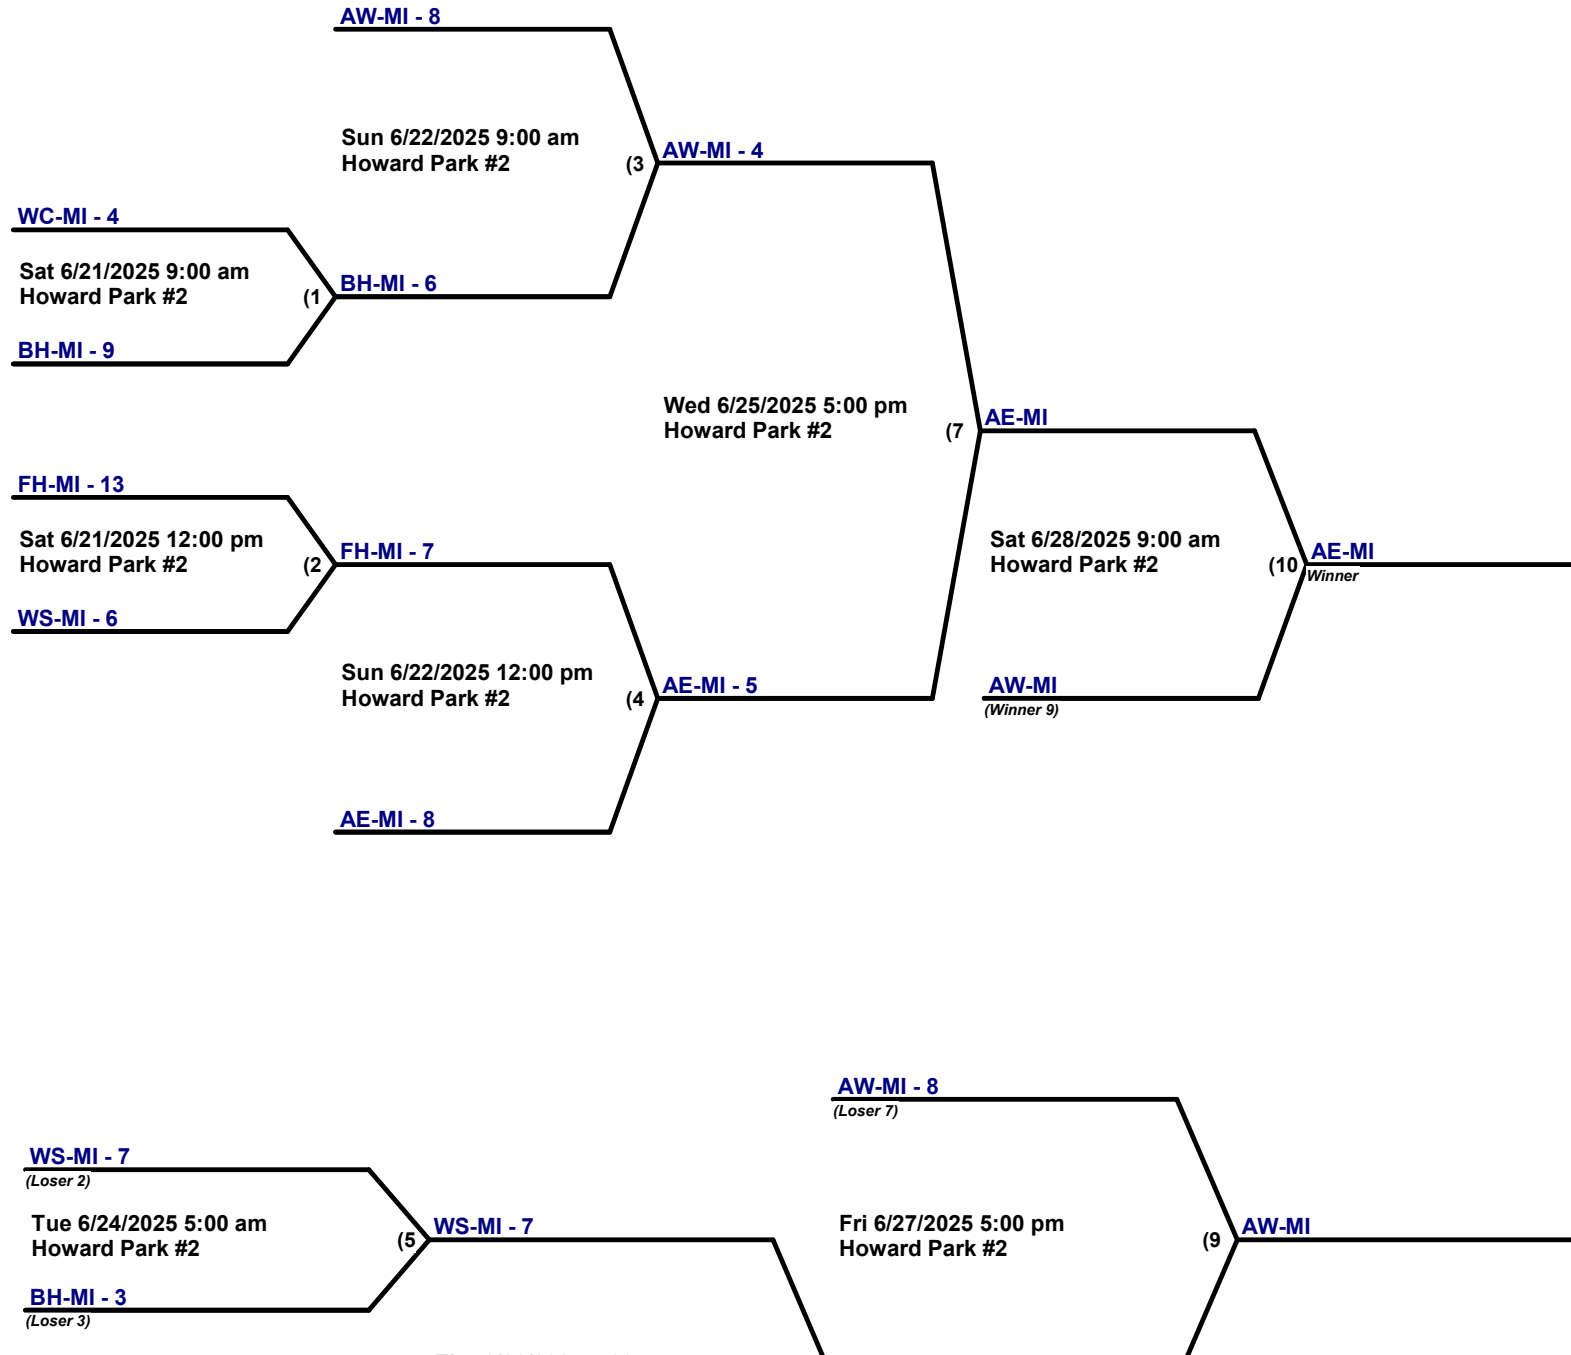 AW-MI - 8
Sun 6/22/2025 9:00 am
Howard Park #2
(3
AW-MI - 4
WC-MI - 4
Sat 6/21/2025 9:00 am
Howard Park #2
(1
BH-MI - 6
BH-MI - 9
Wed 6/25/2025 5:00 pm
Howard Park #2
(7
AE-MI
FH-MI - 13
Sat 6/21/2025 12:00 pm
Howard Park #2
(2
FH-MI - 7
WS-MI - 6
Sat 6/28/2025 9:00 am
Howard Park #2
(10
AE-MI
Winner
Sun 6/22/2025 12:00 pm
Howard Park #2
(4
AE-MI - 5
AW-MI
(Winner 9)
AE-MI - 8
AW-MI - 8
(Loser 7)
WS-MI - 7
(Loser 2)
Tue 6/24/2025 5:00 am
Howard Park #2
(5
WS-MI - 7
Fri 6/27/2025 5:00 pm
Howard Park #2
(9
AW-MI
BH-MI - 3
(Loser 3)